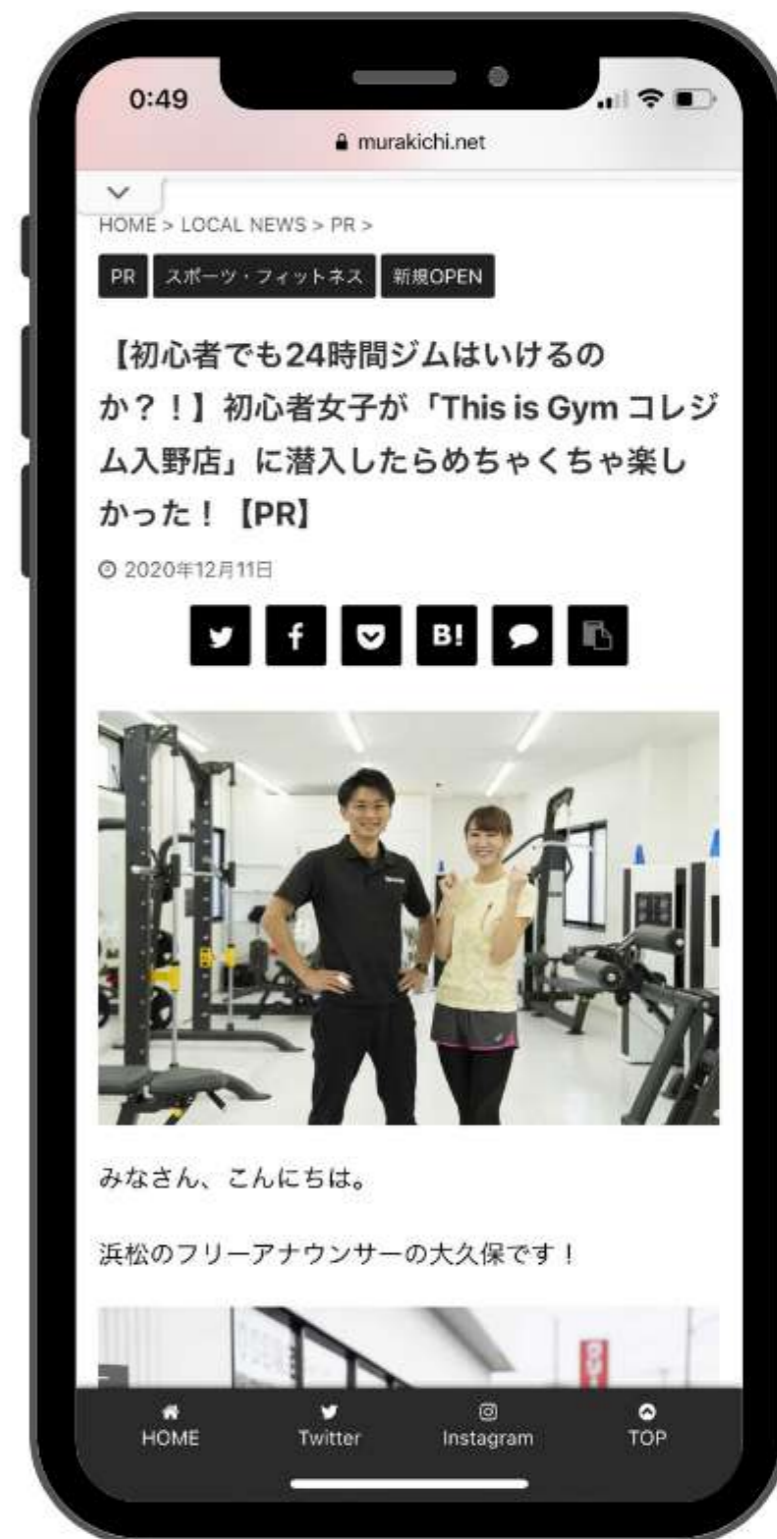 0:49
murakichi.net
HOME > LOCAL NEWS > PR >
PR スポーツ・フィットネス 新規OPEN
【初心者でも24時間ジムはいけるの
か？！】初心者女子が「This is Gym コレジ
ム入野店」に潜入したらめちゃくちゃ楽し
かった！【PR】
2020年12月11日
B!
みなさん、こんにちは。
浜松のフリーアナウンサーの大久保です！
HOME Twitter Instagram TOP